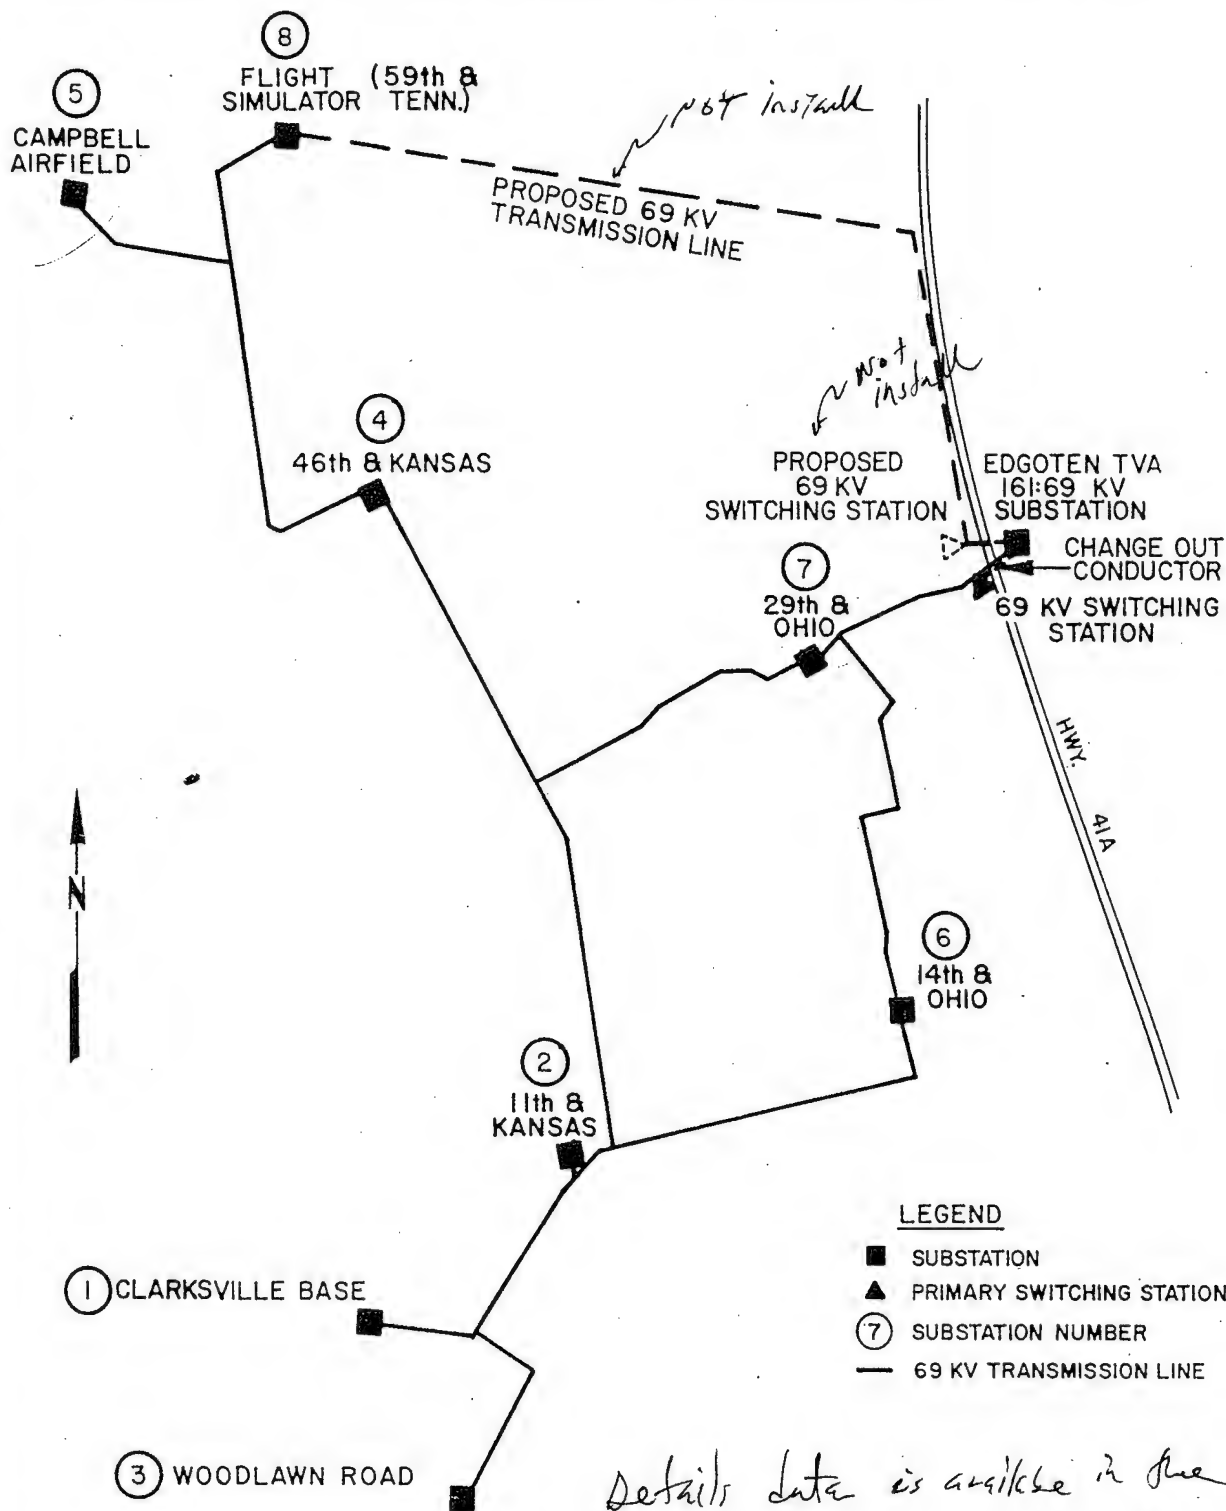 8
FLIGHT (59th &
SIMULATOR TENN.)
5
CAMPBELL
AIRFIELD
not install
PROPOSED 69 KV
TRANSMISSION LINE
not
install
4
46th & KANSAS
PROPOSED
69 KV
SWITCHING STATION
EDGOTEN TVA
161:69 KV
SUBSTATION
CHANGE OUT
CONDUCTOR
7
29th &
OHIO
69 KV SWITCHING
STATION
HWY. 41A
N
6
14th &
OHIO
2
11th &
KANSAS
LEGEND
SUBSTATION
PRIMARY SWITCHING STATION
7 SUBSTATION NUMBER
69 KV TRANSMISSION LINE
1 CLARKSVILLE BASE
3 WOODLAWN ROAD
Details data is in the